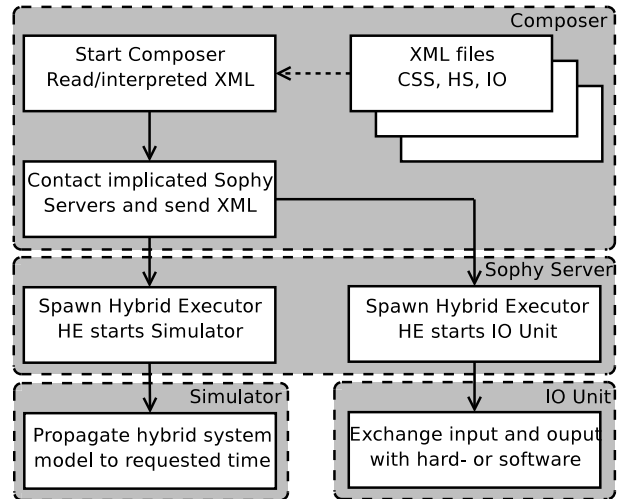 Composer
Start Composer
Read/interpreted XML
XML files
CSS, HS, IO
Contact implicated Sophy
Servers and send XML
Sophy Server
Spawn Hybrid Executor
HE starts Simulator
Spawn Hybrid Executor
HE starts IO Unit
Simulator
Propagate hybrid system
model to requested time
IO Unit
Exchange input and ouput
with hard- or software